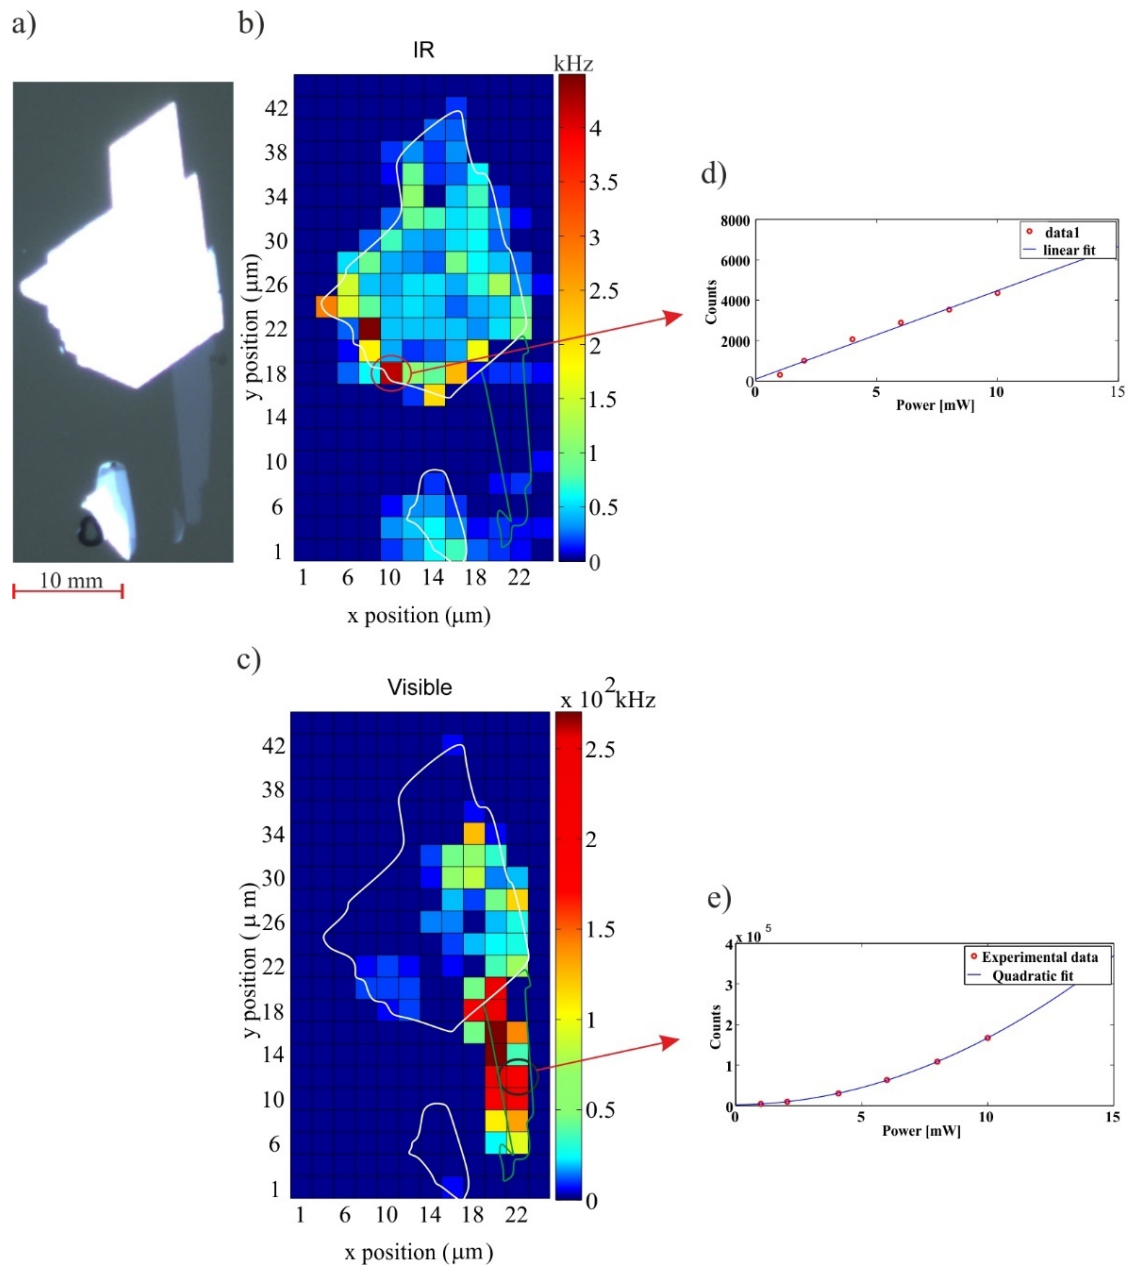 a)
10 mm
b)
IR
kHz
42
38
34
30
26
22
18
14
10
6
1
y position (μm)
1 6 10 14 18 22
x position (μm)
4
3.5
3
2.5
2
1.5
1
0.5
0
d)
8000
6000
4000
2000
0
Counts
data1
linear fit
0 5 10 15
Power [mW]
c)
Visible
x 10² kHz
42
38
34
30
26
22
18
14
10
6
1
y position (μ m)
1 6 10 14 18 22
x position (μm)
2.5
2
1.5
1
0.5
0
e)
x 10⁵
4
3
2
1
0
Counts
Experimental data
Quadratic fit
0 5 10 15
Power [mW]